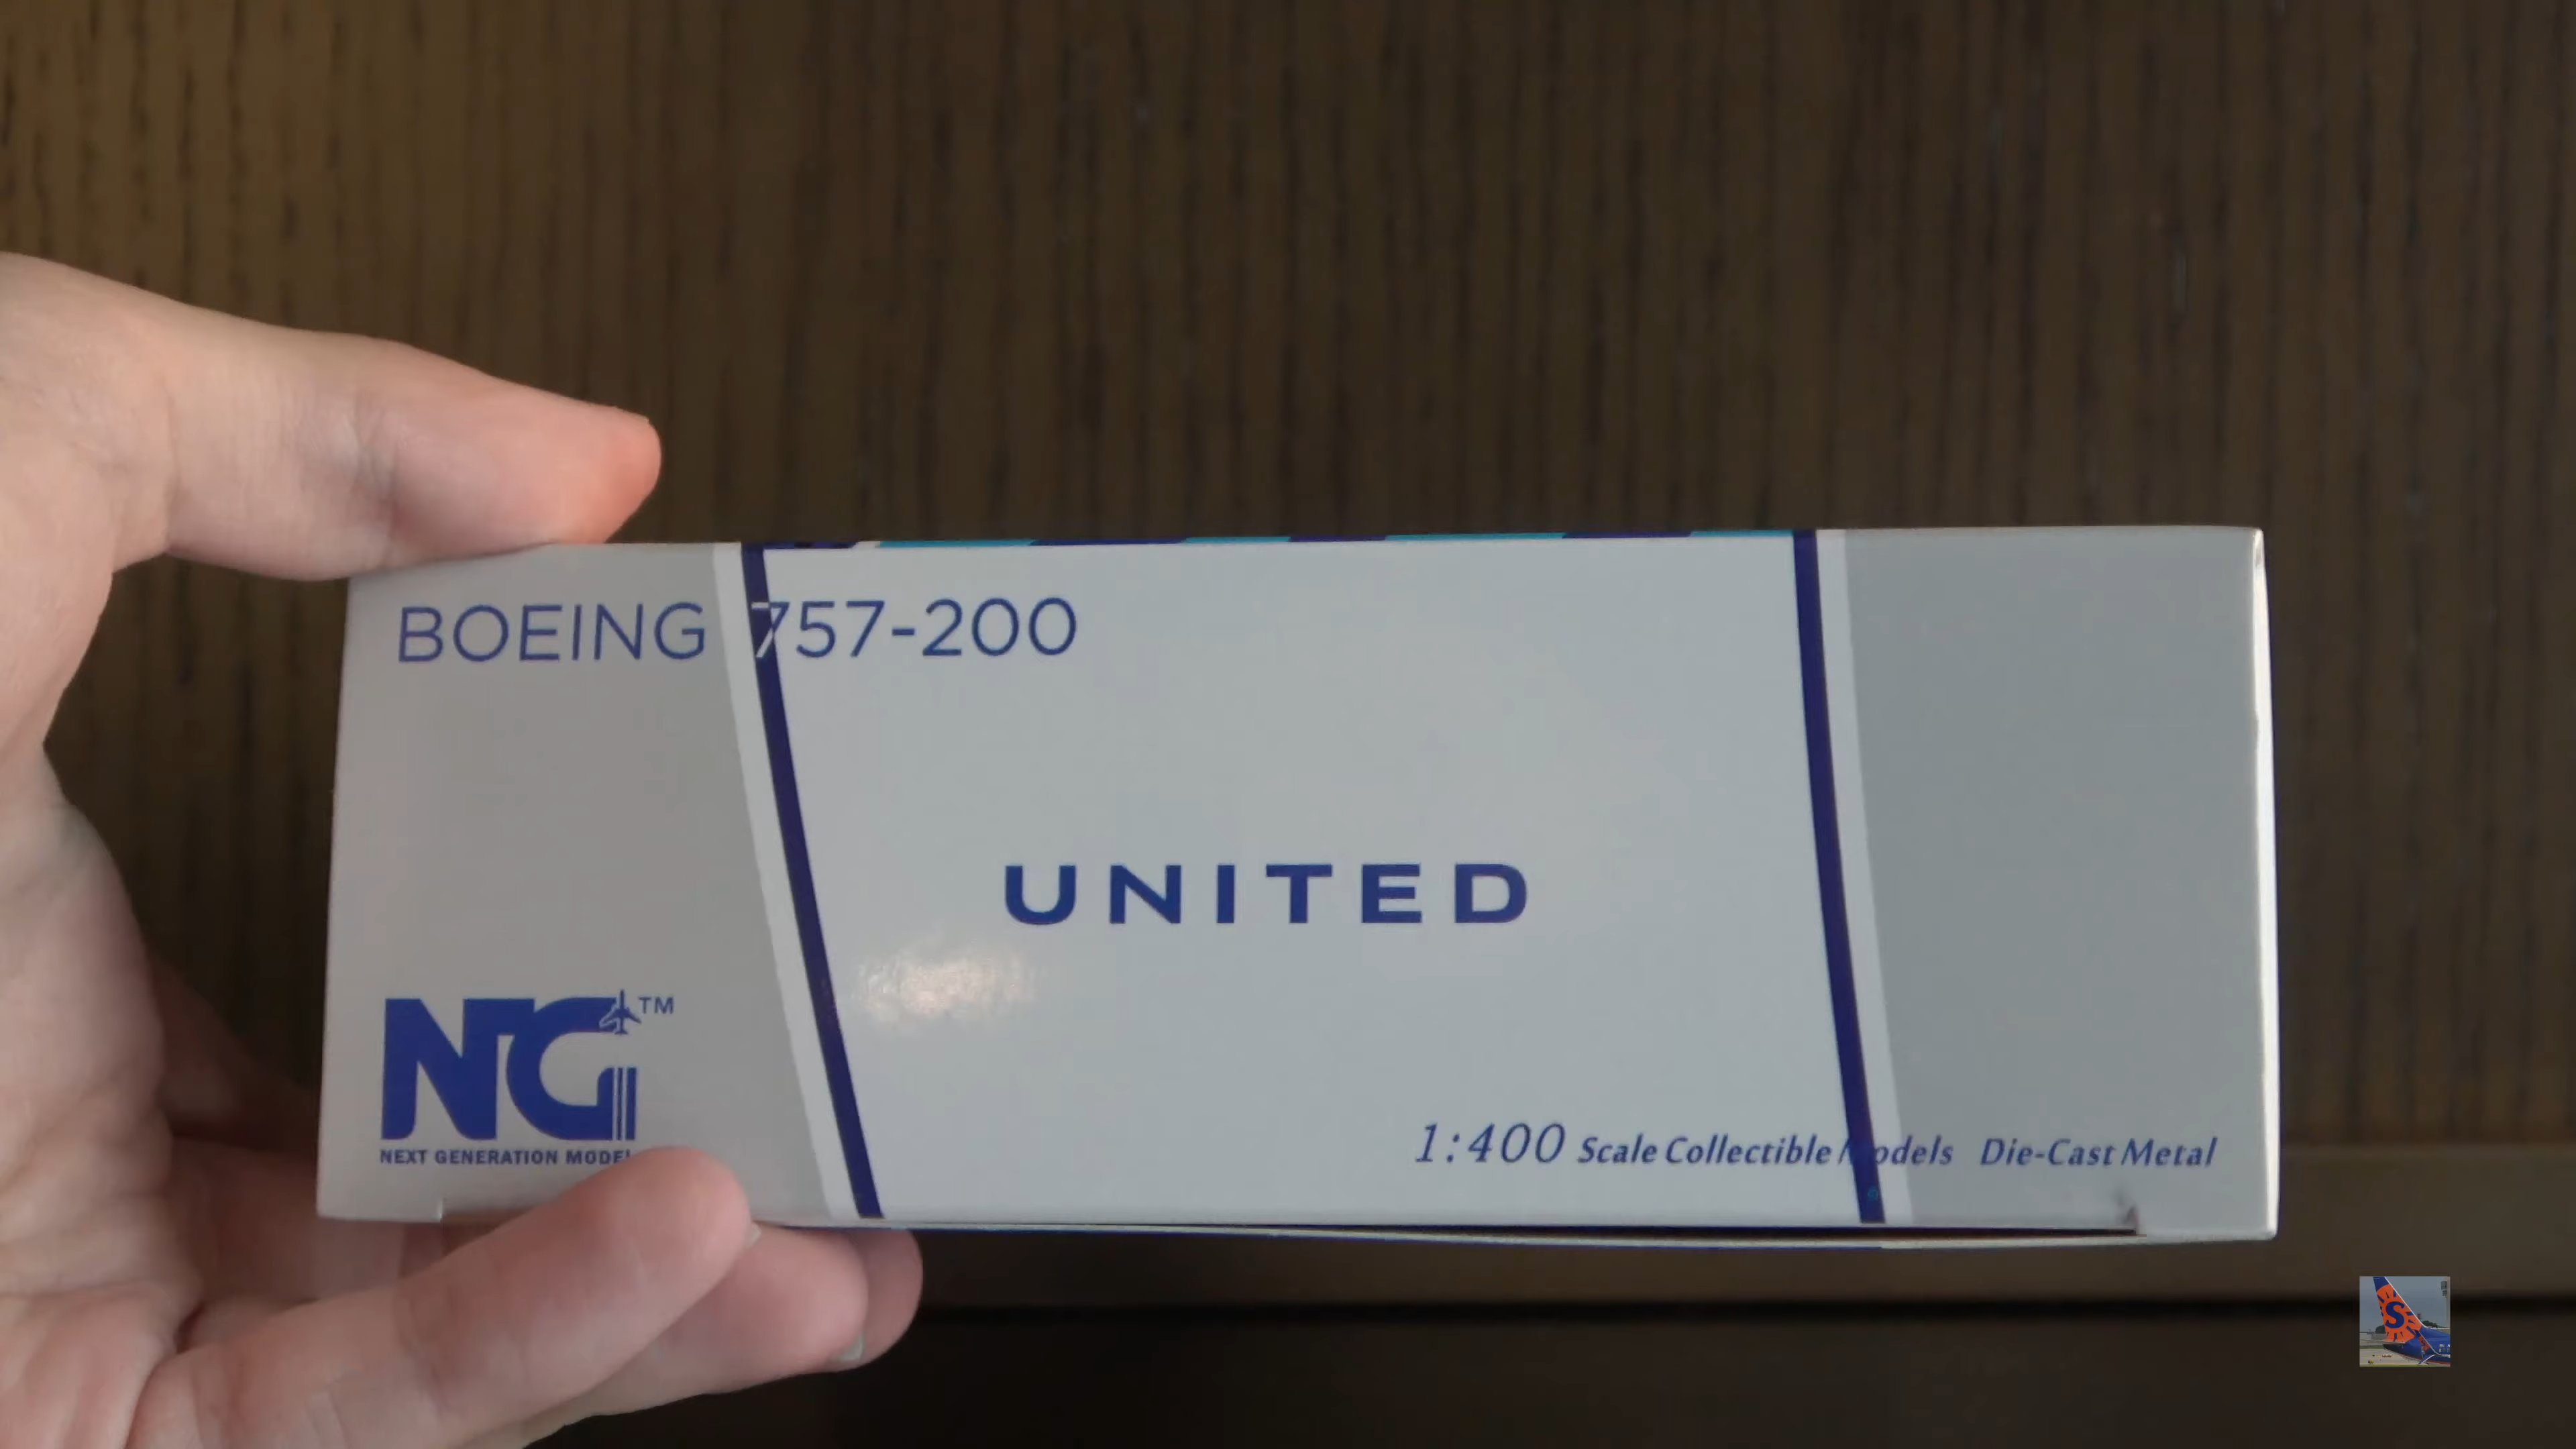 BOEING 757-200
UNITED
NG™
NEXT GENERATION MODEL
1:400 Scale Collectible Models Die-Cast Metal
S